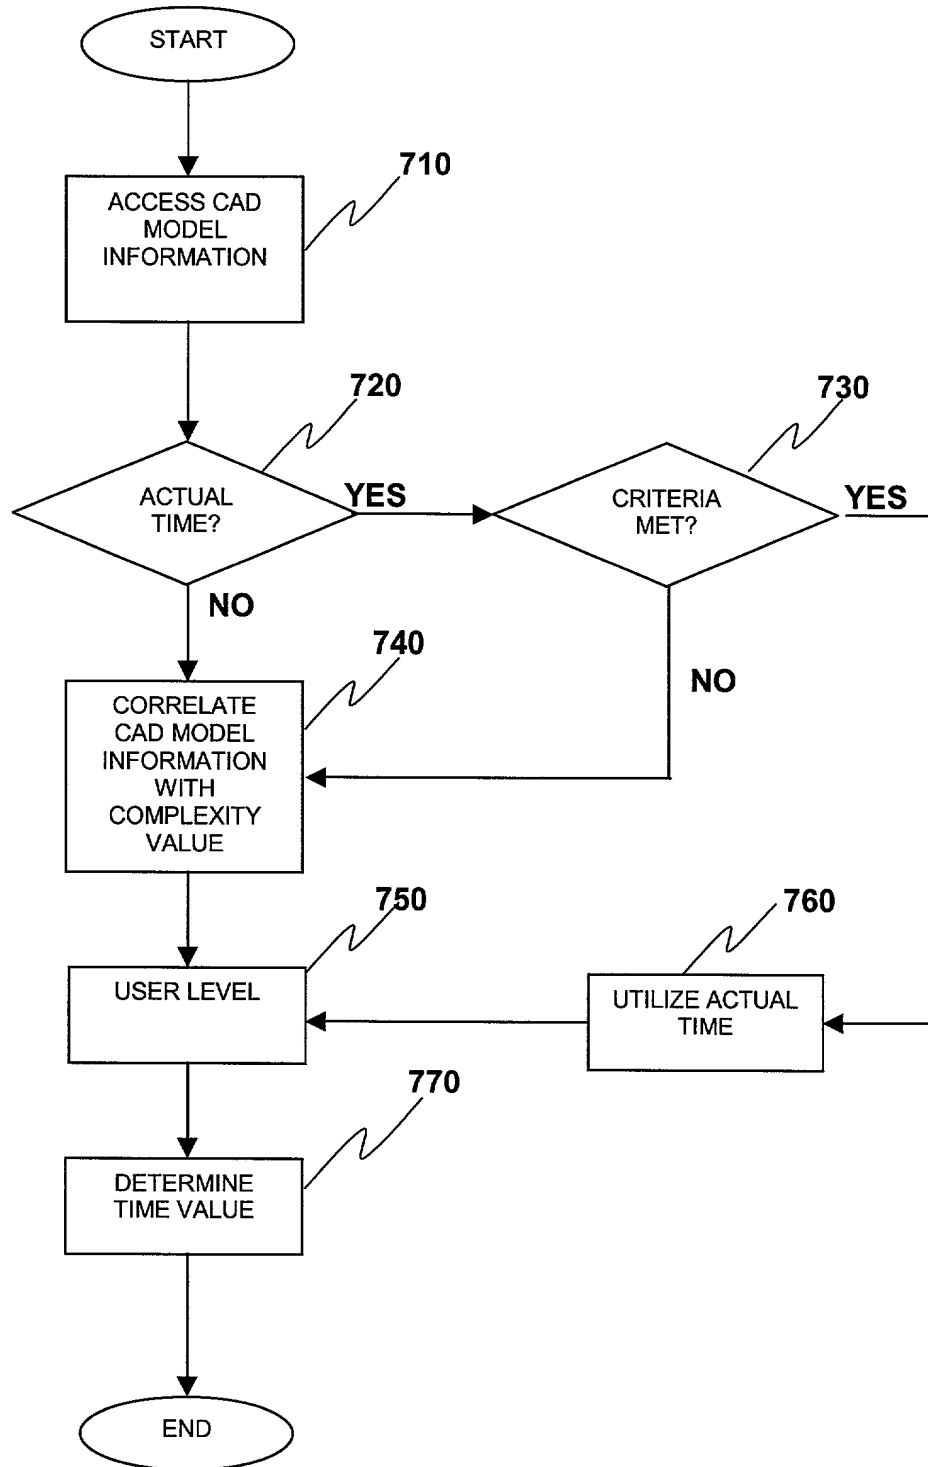 START
710
ACCESS CAD
MODEL
INFORMATION
720
730
ACTUAL
TIME?
YES
CRITERIA
MET?
YES
NO
740
NO
CORRELATE
CAD MODEL
INFORMATION
WITH
COMPLEXITY
VALUE
750
760
USER LEVEL
UTILIZE ACTUAL
TIME
770
DETERMINE
TIME VALUE
END